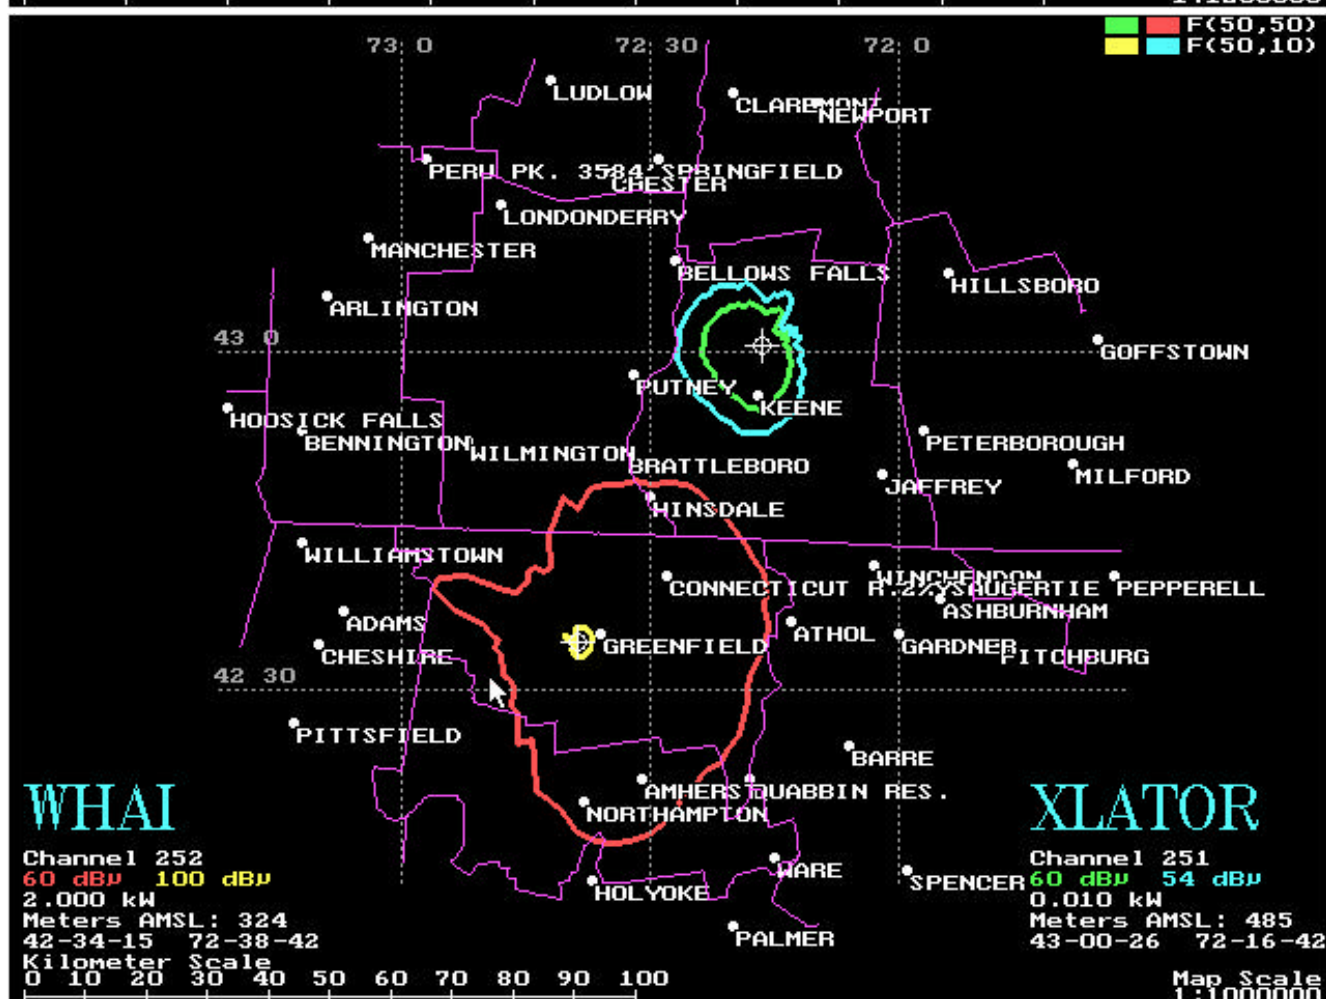 F(50,50)
73 0 72 30 72 0
F(50,10)
LUDLOW
CLAREMONT
NEWPORT
PERU PK. 3584' SPRINGFIELD
CHESTER
LONDONDERRY
MANCHESTER
BELLOWS FALLS
HILLSBORO
ARLINGTON
43 0
GOFFSTOWN
PUTNEY
KEENE
HOOSICK FALLS
BENNINGTON
PETERBOROUGH
WILMINGTON
BRATTLEBORO
MILFORD
JAFFREY
HINSDALE
WILLIAMSTOWN
WINCHENDON
CONNECTICUT R. SAUGERTIE
PEPPERELL
ASHBURNHAM
ADAMS
ATHOL
GREENFIELD
GARDNER
CHESHIRE
FITCHBURG
42 30
PITTSFIELD
BARRE
AMHERST
QUABBIN RES.
NORTHAMPTON
WARE
SPENCER
HOLYOKE
PALMER
WHAI
Channel 252
60 dBµ 100 dBµ
2.000 kW
Meters AMSL: 324
42-34-15 72-38-42
Kilometer Scale
0 10 20 30 40 50 60 70 80 90 100
XLATOR
Channel 251
60 dBµ 54 dBµ
0.010 kW
Meters AMSL: 485
43-00-26 72-16-42
Map Scale
1:1000000